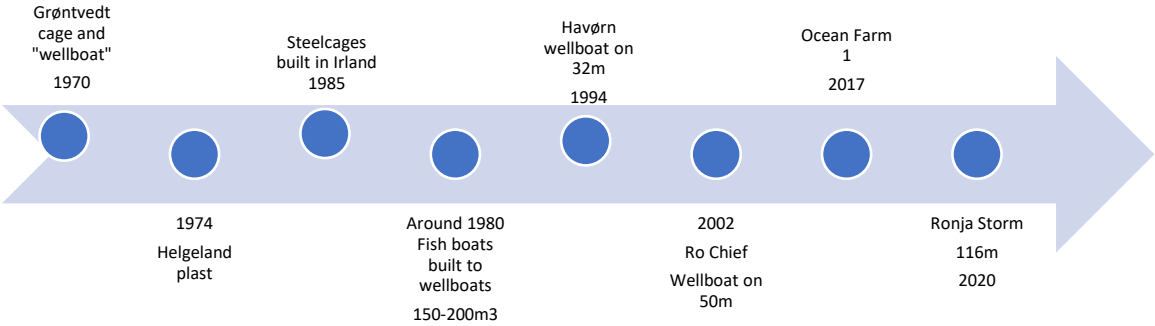 Grøntvedt
cage and
"wellboat"
1970
1974
Helgeland
plast
Steelcages
built in Irland
1985
Around 1980
Fish boats
built to
wellboats
150-200m3
Havørn
wellboat on
32m
1994
2002
Ro Chief
Wellboat on
50m
Ocean Farm
1
2017
Ronja Storm
116m
2020